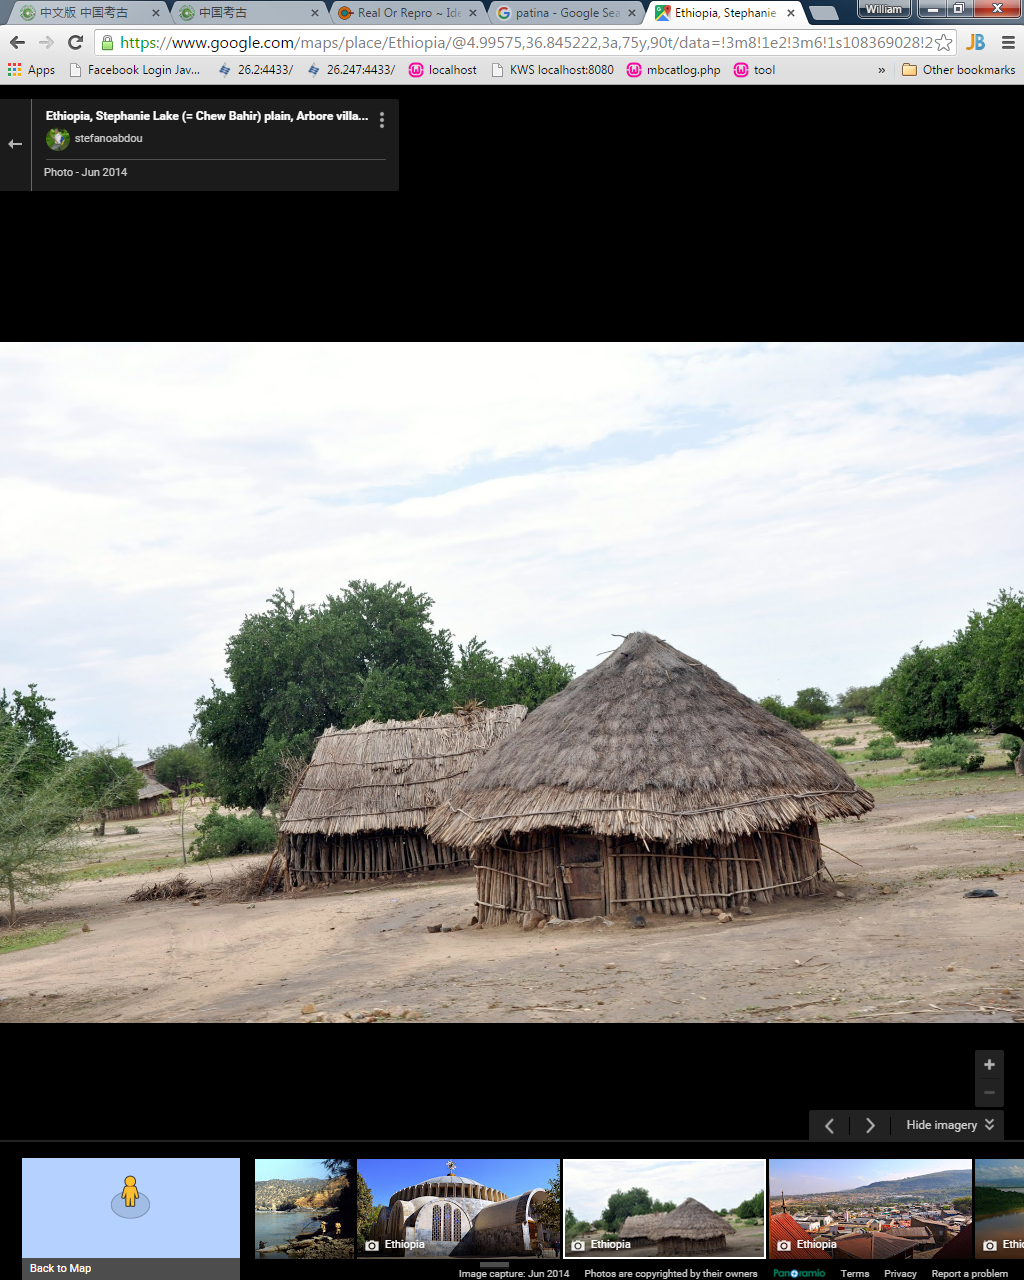 中文版 中国考古
中国考古
Real Or Repro ~ Ide
patina - Google Sea
Ethiopia, Stephanie
William
https://www.google.com/maps/place/Ethiopia/@4.99575,36.845222,3a,75y,90t/data=!3m8!1e2!3m6!1s108369028!2
JB
Apps
Facebook Login Jav...
26.2:4433/
26.247:4433/
localhost
KWS localhost:8080
mbcatlog.php
tool
»
Other bookmarks
Ethiopia, Stephanie Lake (= Chew Bahir) plain, Arbore villa...
stefanoabdou
Photo - Jun 2014
Hide imagery
Back to Map
Ethiopia
Ethiopia
Ethiopia
Ethio
Image capture: Jun 2014
Photos are copyrighted by their owners
Panoramio
Terms
Privacy
Report a problem